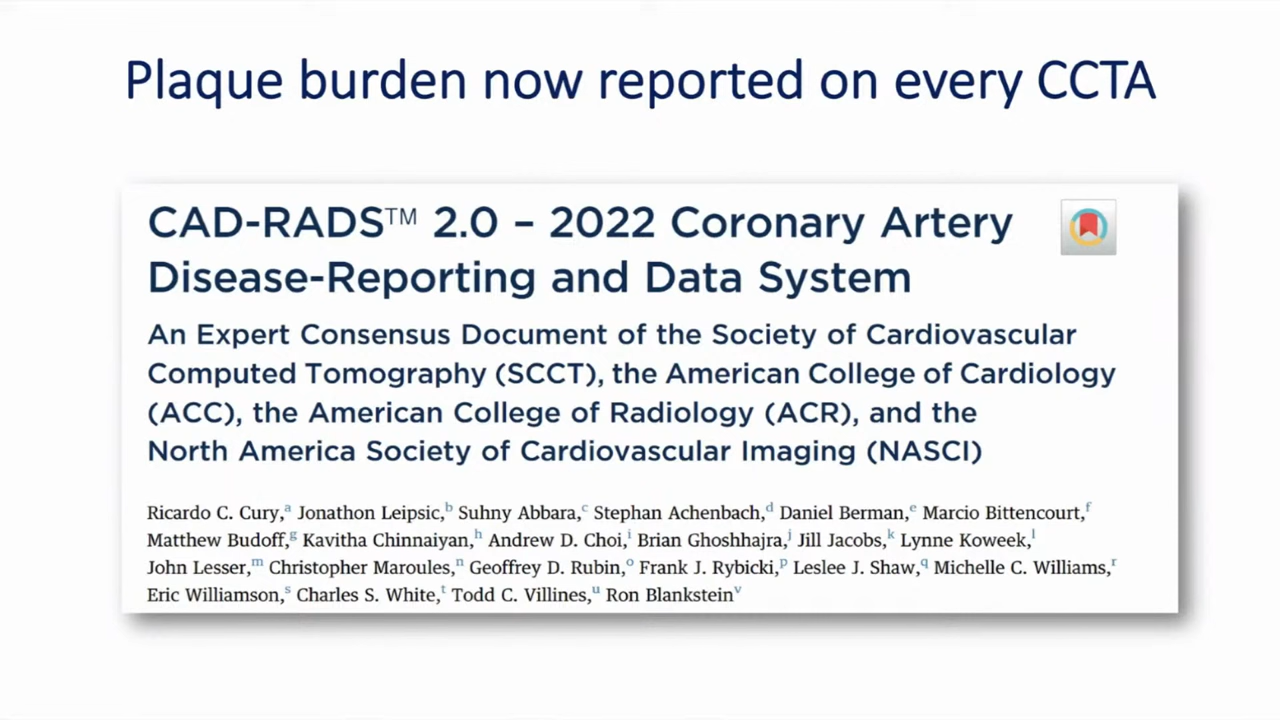 Plaque burden now reported on every CCTA
CAD-RADS™ 2.0 – 2022 Coronary Artery
Disease-Reporting and Data System
An Expert Consensus Document of the Society of Cardiovascular
Computed Tomography (SCCT), the American College of Cardiology
(ACC), the American College of Radiology (ACR), and the
North America Society of Cardiovascular Imaging (NASCI)
Ricardo C. Cury,ᵃ Jonathon Leipsic,ᵇ Suhny Abbara,ᶜ Stephan Achenbach,ᵈ Daniel Berman,ᵉ Marcio Bittencourt,ᶠ
Matthew Budoff,ᵍ Kavitha Chinnaiyan,ʰ Andrew D. Choi,ⁱ Brian Ghoshhajra,ʲ Jill Jacobs,ᵏ Lynne Koweek,ˡ
John Lesser,ᵐ Christopher Maroules,ⁿ Geoffrey D. Rubin,ᵒ Frank J. Rybicki,ᵖ Leslee J. Shaw,q Michelle C. Williams,ʳ
Eric Williamson,ˢ Charles S. White,ᵗ Todd C. Villines,ᵘ Ron Blanksteinᵛ